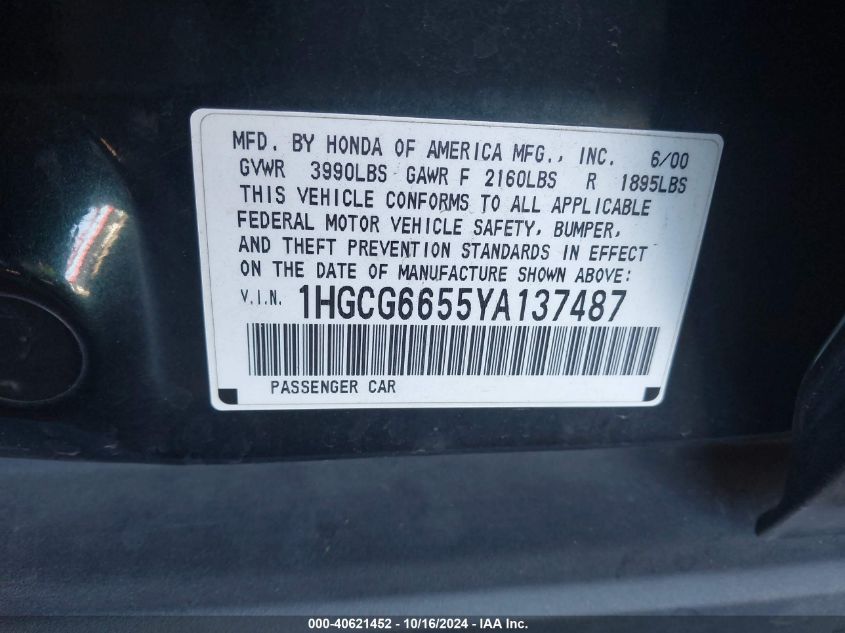 MFD. BY HONDA OF AMERICA MFG., INC. 6/00
GVWR 3990LBS GAWR F 2160LBS R 1895LBS
THIS VEHICLE CONFORMS TO ALL APPLICABLE
FEDERAL MOTOR VEHICLE SAFETY, BUMPER,
AND THEFT PREVENTION STANDARDS IN EFFECT
ON THE DATE OF MANUFACTURE SHOWN ABOVE:
V.I.N. 1HGCG6655YA137487
PASSENGER CAR
000-40621452 - 10/16/2024 - IAA Inc.